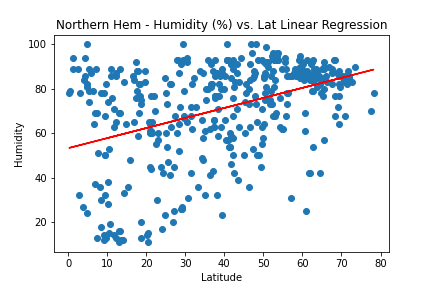 Northern Hem - Humidity (%) vs. Lat Linear Regression
100
80
60
40
20
Humidity
0 10 20 30 40 50 60 70 80
Latitude